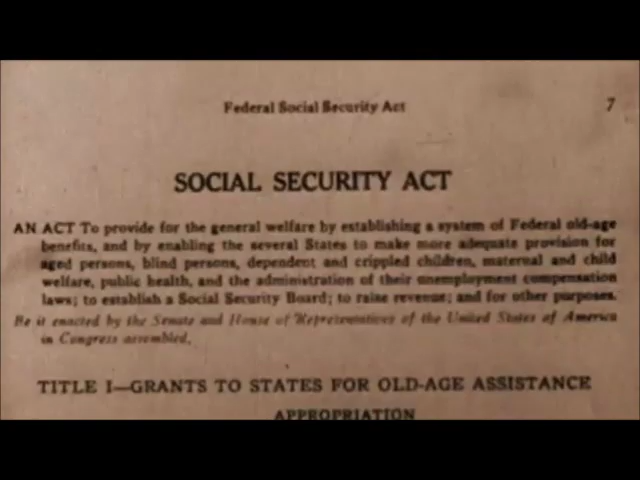 Federal Social Security Act 7
SOCIAL SECURITY ACT
AN ACT To provide for the general welfare by establishing a system of Federal old-age
benefits, and by enabling the several States to make more adequate provision for
aged persons, blind persons, dependent and crippled children, maternal and child
welfare, public health, and the administration of their unemployment compensation
laws; to establish a Social Security Board; to raise revenue; and for other purposes.
Be it enacted by the Senate and House of Representatives of the United States of America
in Congress assembled,
TITLE I—GRANTS TO STATES FOR OLD-AGE ASSISTANCE
APPROPRIATION